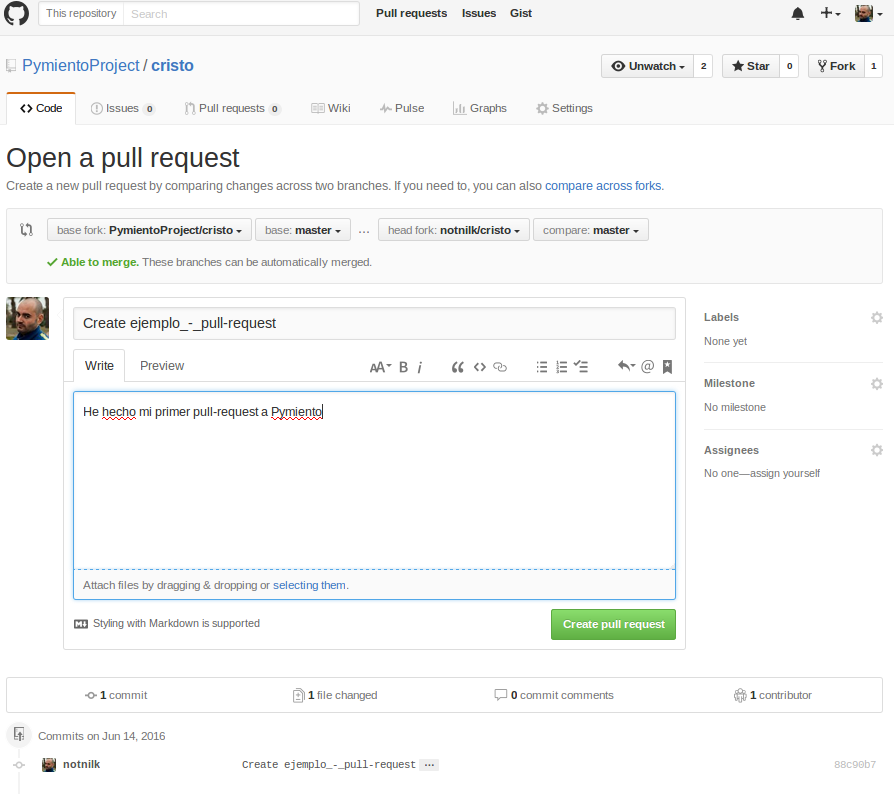 This repository Search Pull requests Issues Gist
PymientoProject / cristo Unwatch 2 Star 0 Fork 1
Code Issues 0 Pull requests 0 Wiki Pulse Graphs Settings
Open a pull request
Create a new pull request by comparing changes across two branches. If you need to, you can also compare across forks.
base fork: PymientoProject/cristo base: master ... head fork: notnilk/cristo compare: master
Able to merge. These branches can be automatically merged.
Create ejemplo_-_pull-request
Labels
None yet
Write Preview AA B i “ <> @
Milestone
No milestone
He hecho mi primer pull-request a Pymiento
Assignees
No one—assign yourself
Attach files by dragging & dropping or selecting them.
Styling with Markdown is supported Create pull request
1 commit 1 file changed 0 commit comments 1 contributor
Commits on Jun 14, 2016
notnilk Create ejemplo_-_pull-request ... 88c90b7